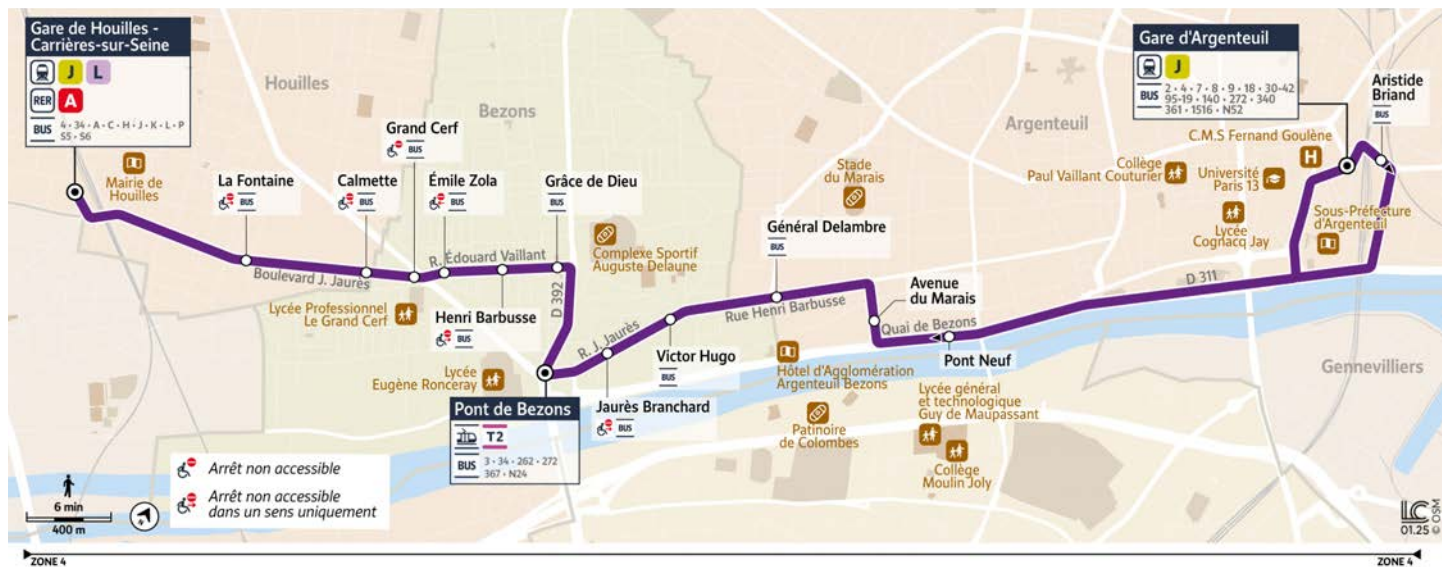 Gare de Houilles -
Carrières-sur-Seine
J L
RER A
BUS 4 • 34 • A • C • H • J • K • L • P
S5 • S6
Houilles
Bezons
Argenteuil
Gennevilliers
Mairie de
Houilles
La Fontaine
BUS
Calmette
BUS
Grand Cerf
BUS
Émile Zola
BUS
Grâce de Dieu
BUS
Boulevard J. Jaurès
R. Édouard Vaillant
D 392
Complexe Sportif
Auguste Delaune
Lycée Professionnel
Le Grand Cerf
Henri Barbusse
BUS
Lycée
Eugène Ronceray
Pont de Bezons
T2
BUS 3 • 34 • 262 • 272
367 • N24
R. J. Jaurès
Jaurès Branchard
BUS
Victor Hugo
BUS
Rue Henri Barbusse
Général Delambre
BUS
Stade
du Marais
Avenue
du Marais
Quai de Bezons
Pont Neuf
Hôtel d'Agglomération
Argenteuil Bezons
Patinoire
de Colombes
Lycée général
et technologique
Guy de Maupassant
Collège
Moulin Joly
D 311
Collège
Paul Vaillant Couturier
Université
Paris 13
Lycée
Cognacq Jay
C.M.S Fernand Goulène
H
Sous-Préfecture
d'Argenteuil
Gare d'Argenteuil
J
BUS 2 • 4 • 7 • 8 • 9 • 18 • 30-42
95-19 • 140 • 272 • 340
361 • 1516 • N52
Aristide
Briand
BUS
Arrêt non accessible
Arrêt non accessible
dans un sens uniquement
6 min
400 m
N
LC
01.25
© OSM
ZONE 4
ZONE 4